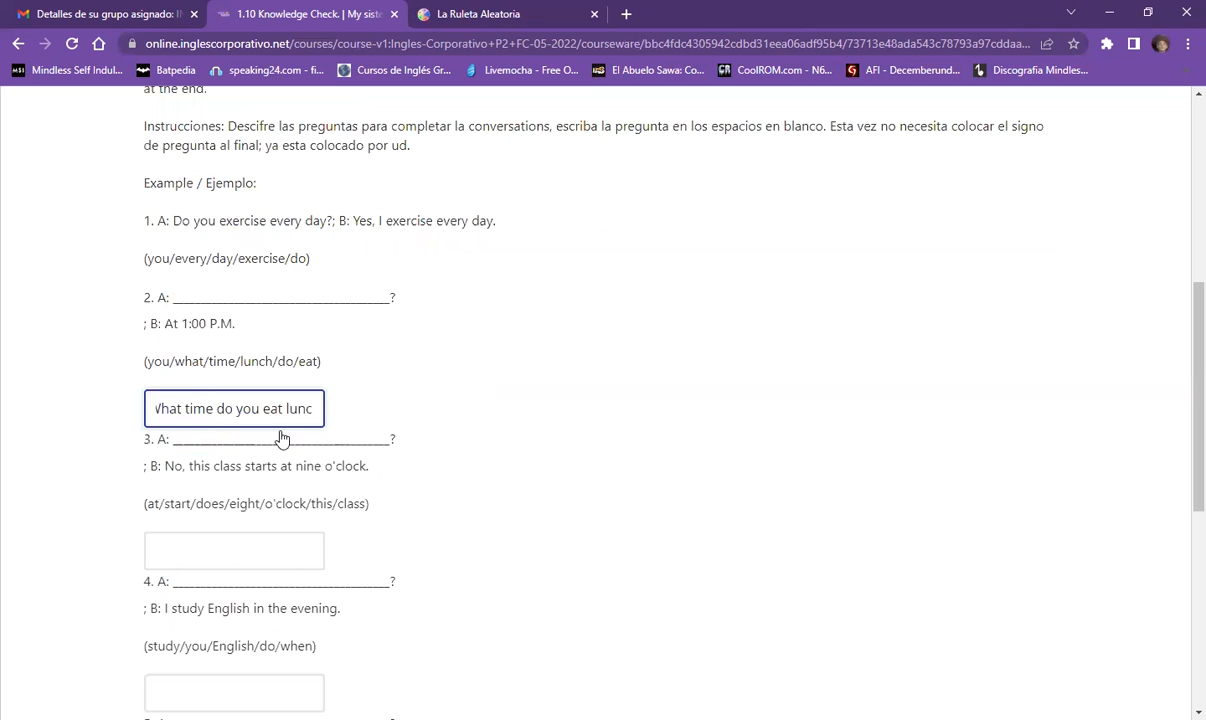 Detalles de su grupo asignado: I
1.10 Knowledge Check. | My siste
La Ruleta Aleatoria
online.inglescorporativo.net/courses/course-v1:Ingles-Corporativo+P2+FC-05-2022/courseware/bbc4fdc4305942cdbd31eea06adf95b4/73713e48ada543c78793a97cddaa...
Mindless Self Indul...
Batpedia
speaking24.com - fi...
Cursos de Inglés Gr...
Livemocha - Free O...
El Abuelo Sawa: Co...
CoolROM.com - N6...
AFI - Decemberund...
Discografia Mindles...
at the end.
Instrucciones: Descifre las preguntas para completar la conversations, escriba la pregunta en los espacios en blanco. Esta vez no necesita colocar el signo
de pregunta al final; ya esta colocado por ud.
Example / Ejemplo:
1. A: Do you exercise every day?; B: Yes, I exercise every day.
(you/every/day/exercise/do)
2. A: ____________________________________?
; B: At 1:00 P.M.
(you/what/time/lunch/do/eat)
What time do you eat lunc
3. A: ____________________________________?
; B: No, this class starts at nine o'clock.
(at/start/does/eight/o'clock/this/class)
4. A: ____________________________________?
; B: I study English in the evening.
(study/you/English/do/when)